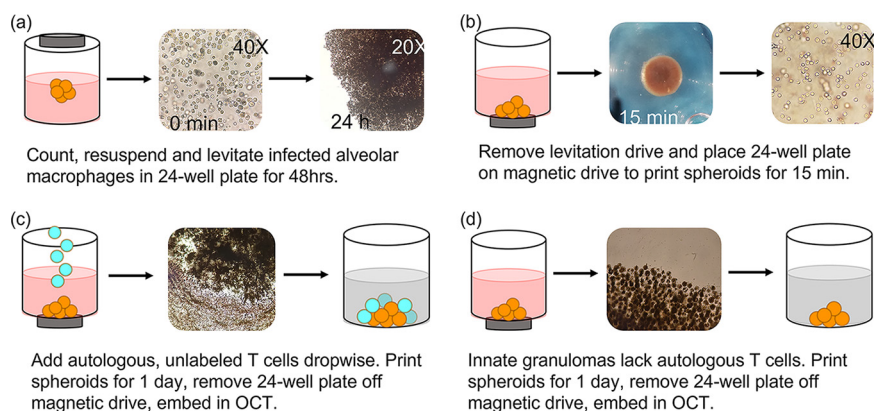 (a)
40X
0 min
20X
24 h
Count, resuspend and levitate infected alveolar
macrophages in 24-well plate for 48hrs.
(b)
15 min
40X
Remove levitation drive and place 24-well plate
on magnetic drive to print spheroids for 15 min.
(c)
Add autologous, unlabeled T cells dropwise. Print
spheroids for 1 day, remove 24-well plate off
magnetic drive, embed in OCT.
(d)
Innate granulomas lack autologous T cells. Print
spheroids for 1 day, remove 24-well plate off
magnetic drive, embed in OCT.